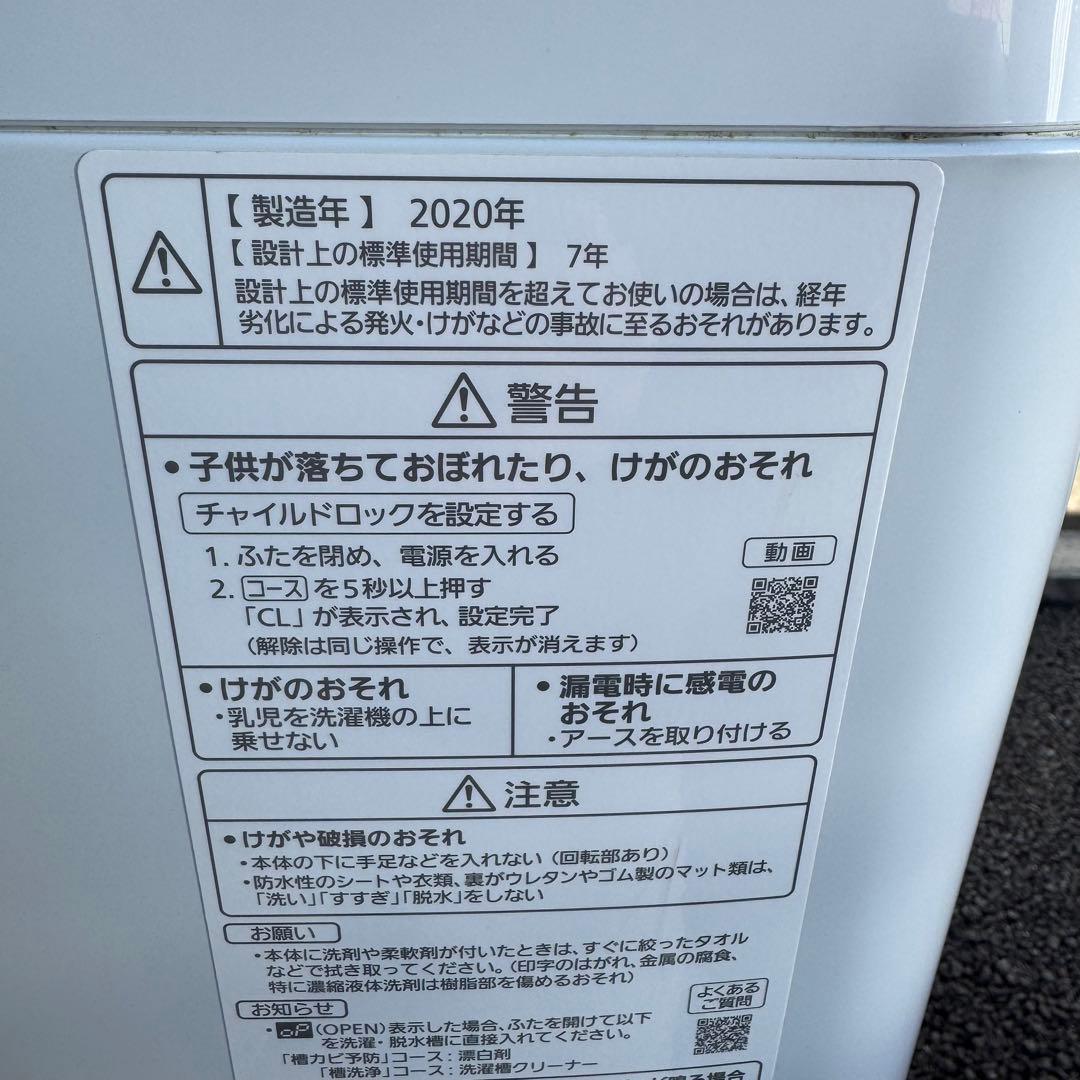 【 製造年 】 2020年
【 設計上の標準使用期間 】 7年
設計上の標準使用期間を超えてお使いの場合は、経年
劣化による発火・けがなどの事故に至るおそれがあります。
警告
• 子供が落ちておぼれたり、けがのおそれ
チャイルドロックを設定する
1. ふたを閉め、電源を入れる
動画
2. コース を5秒以上押す
「CL」が表示され、設定完了
（解除は同じ操作で、表示が消えます）
• けがのおそれ
・乳児を洗濯機の上に
乗せない
• 漏電時に感電の
おそれ
・アースを取り付ける
注意
• けがや破損のおそれ
・本体の下に手足などを入れない（回転部あり）
・防水性のシートや衣類、裏がウレタンやゴム製のマット類は、
「洗い」「すすぎ」「脱水」をしない
お願い
・本体に洗剤や柔軟剤が付いたときは、すぐに絞ったタオル
などで拭き取ってください。（印字のはがれ、金属の腐食、
特に濃縮液体洗剤は樹脂部を傷めるおそれ）
よくある
ご質問
お知らせ
・oP（OPEN）表示した場合、ふたを開けて以下
を洗濯・脱水槽に直接入れてください。
「槽カビ予防」コース：漂白剤
「槽洗浄」コース：洗濯槽クリーナー